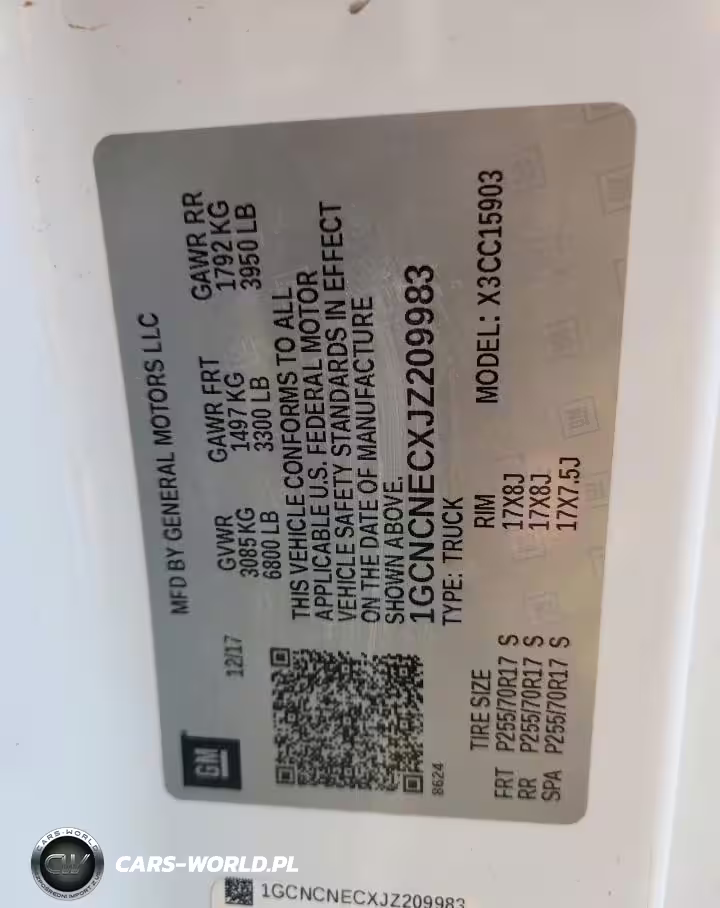 GM
12/17
MFD BY GENERAL MOTORS LLC
GVWR GAWR FRT GAWR RR
3085 KG 1497 KG 1792 KG
6800 LB 3300 LB 3950 LB
THIS VEHICLE CONFORMS TO ALL
APPLICABLE U.S. FEDERAL MOTOR
VEHICLE SAFETY STANDARDS IN EFFECT
ON THE DATE OF MANUFACTURE
SHOWN ABOVE.
1GCNCNECXJZ209983
8624
TYPE: TRUCK MODEL: X3CC15903
TIRE SIZE RIM
FRT P255/70R17 S 17X8J
RR P255/70R17 S 17X8J
SPA P255/70R17 S 17X7.5J
1GCNCNECXJZ209983
CARS-WORLD
CW
CARS-WORLD.PL